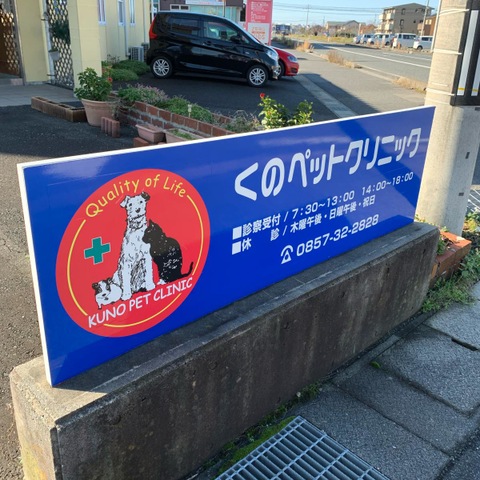 Quality of Life
KUNO PET CLINIC
くのペットクリニック
■診察受付 / 7:30～13:00 14:00～18:00
■休 診 / 木曜午後・日曜午後・祝日
☎0857-32-2828